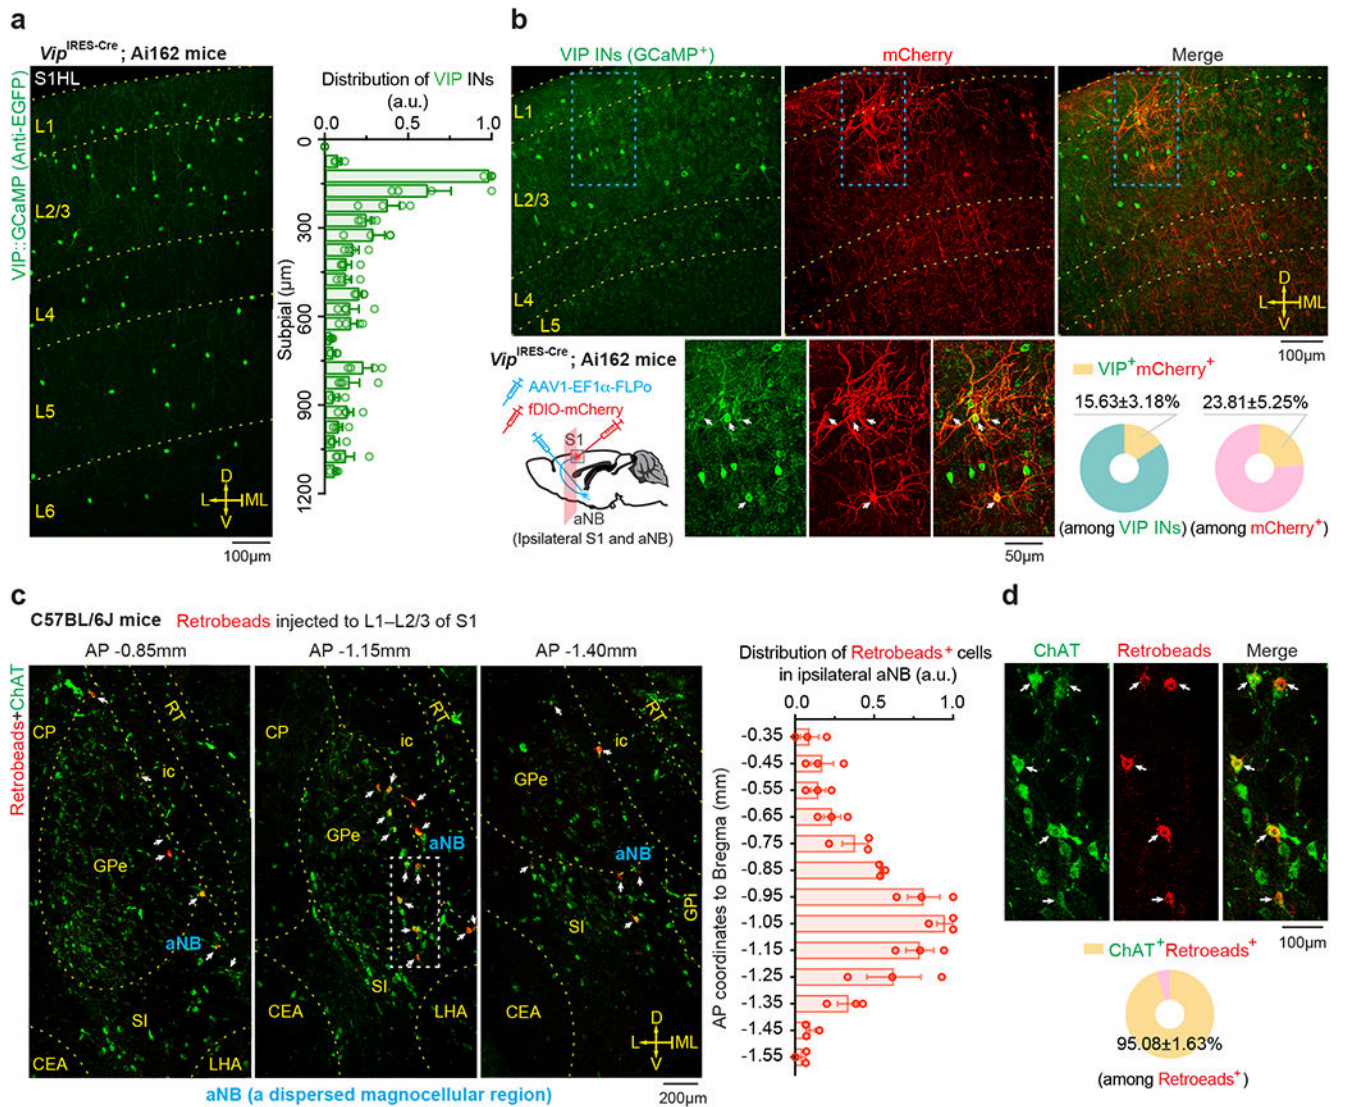 a
Vip^IRES-Cre ; Ai162 mice
VIP::GCaMP (Anti-EGFP)
S1HL
L1
L2/3
L4
L5
L6
D
L ML
V
100µm
Distribution of VIP INs
(a.u.)
0.0 0.5 1.0
Subpial (µm)
0
300
600
900
1200
b
VIP INs (GCaMP⁺) mCherry Merge
L1
L2/3
L4
L5
D
L ML
V
100µm
Vip^IRES-Cre ; Ai162 mice
AAV1-EF1α-FLPo
fDIO-mCherry
S1
aNB
(Ipsilateral S1 and aNB)
50µm
VIP⁺mCherry⁺
15.63±3.18% 23.81±5.25%
(among VIP INs) (among mCherry⁺)
c
C57BL/6J mice Retrobeads injected to L1–L2/3 of S1
AP -0.85mm AP -1.15mm AP -1.40mm
Retrobeads+ChAT
CP
RT
ic
GPe
aNB
SI
CEA
LHA
CP
RT
ic
GPe
aNB
SI
CEA
LHA
RT
ic
GPe
aNB
GPi
SI
CEA
D
L ML
V
aNB (a dispersed magnocellular region)
200µm
Distribution of Retrobeads⁺ cells
in ipsilateral aNB (a.u.)
0.0 0.5 1.0
AP coordinates to Bregma (mm)
-0.35
-0.45
-0.55
-0.65
-0.75
-0.85
-0.95
-1.05
-1.15
-1.25
-1.35
-1.45
-1.55
d
ChAT Retrobeads Merge
100µm
ChAT⁺Retroeads⁺
95.08±1.63%
(among Retroeads⁺)